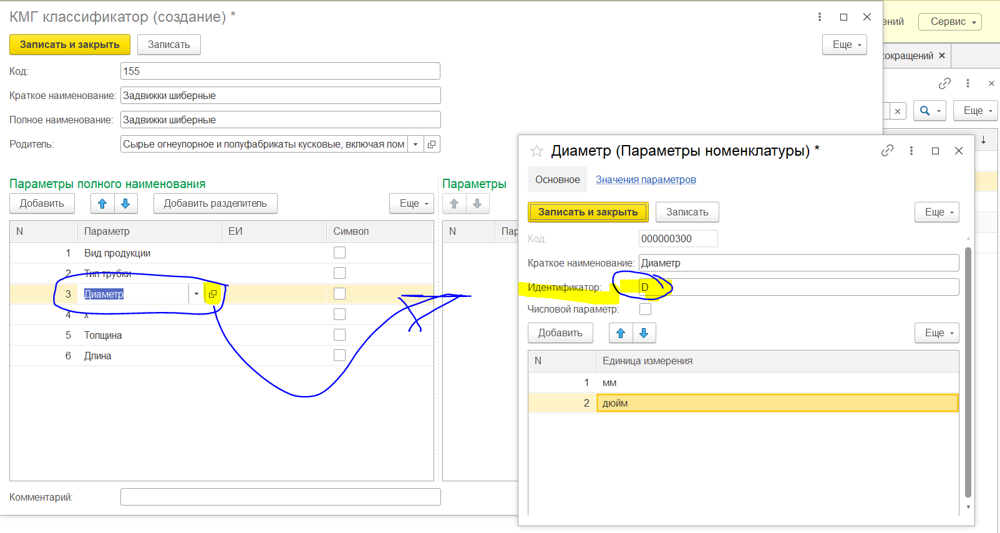 КМГ классификатор (создание) *
Записать и закрыть
Записать
Еще
Код:
155
Краткое наименование:
Задвижки шиберные
Полное наименование:
Задвижки шиберные
Родитель:
Сырье огнеупорное и полуфабрикаты кусковые, включая лом
Параметры полного наименования
Добавить
Добавить разделитель
Еще
N Параметр ЕИ Символ
1 Вид продукции
2 Тип трубки
3 Диаметр
4 х
5 Толщина
6 Длина
Комментарий:
Параметры
N Пар
ений
Сервис
сокращений
Еще
Диаметр (Параметры номенклатуры) *
Основное
Значения параметров
Записать и закрыть
Записать
Еще
Код:
000000300
Краткое наименование:
Диаметр
Идентификатор:
D
Числовой параметр:
Добавить
Еще
N Единица измерения
1 мм
2 дюйм